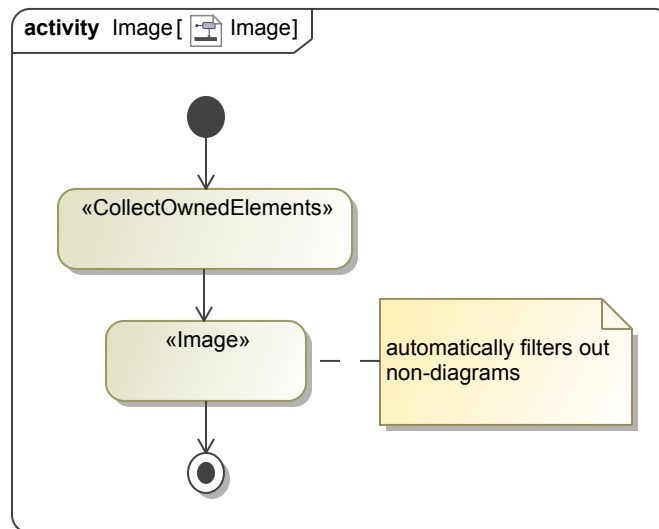 activity Image[ Image]
«CollectOwnedElements»
«Image»
automatically filters out
non-diagrams